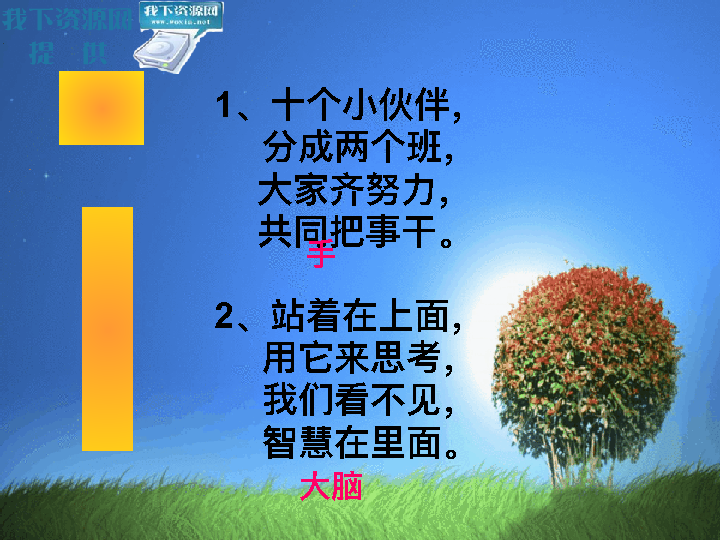 我下资源网
提 供
我下资源网
www.woxia.net
1、十个小伙伴，
分成两个班，
大家齐努力，
共同把事干。
手
2、站着在上面，
用它来思考，
我们看不见，
智慧在里面。
大脑